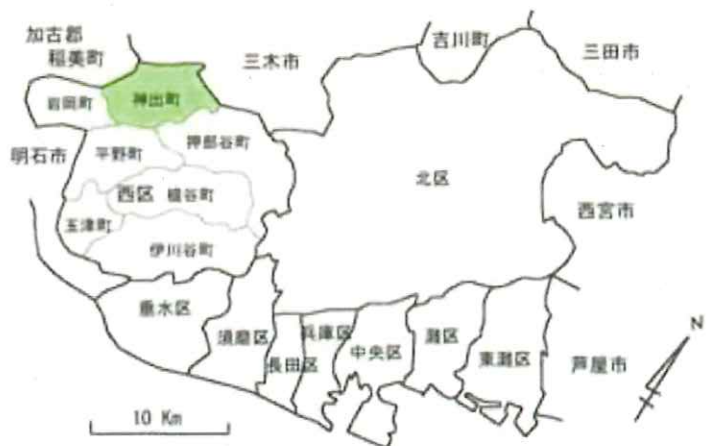 加古郡
稲美町
三木市
吉川町
三田市
岩岡町
神出町
明石市
平野町
押部谷町
北区
西区
櫨谷町
西宮市
玉津町
伊川谷町
垂水区
須磨区
長田区
兵庫区
中央区
灘区
東灘区
芦屋市
N
10 Km